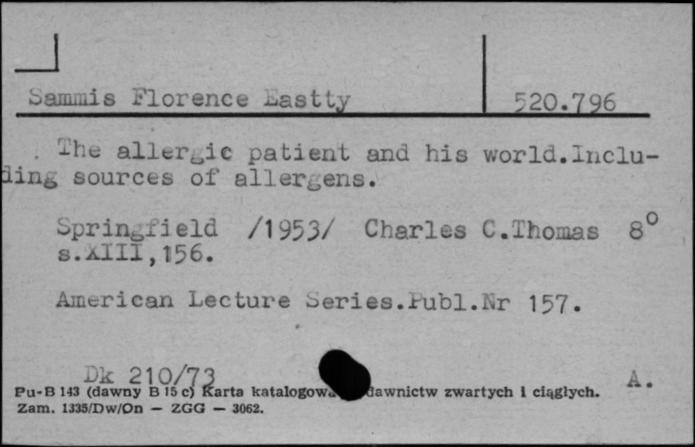 Sammis Florence Eastty 520.796
The allergic patient and his world.Inclu-
ding sources of allergens.
Springfield /1953/ Charles C.Thomas 8°
s.XIII,156.
American Lecture Series.Publ.Nr 157.
Dk 210/73 A.
Pu-B 143 (dawny B 15 c) Karta katalogowa dawnictw zwartych i ciągłych.
Zam. 1335/Dw/On — ZGG — 3062.